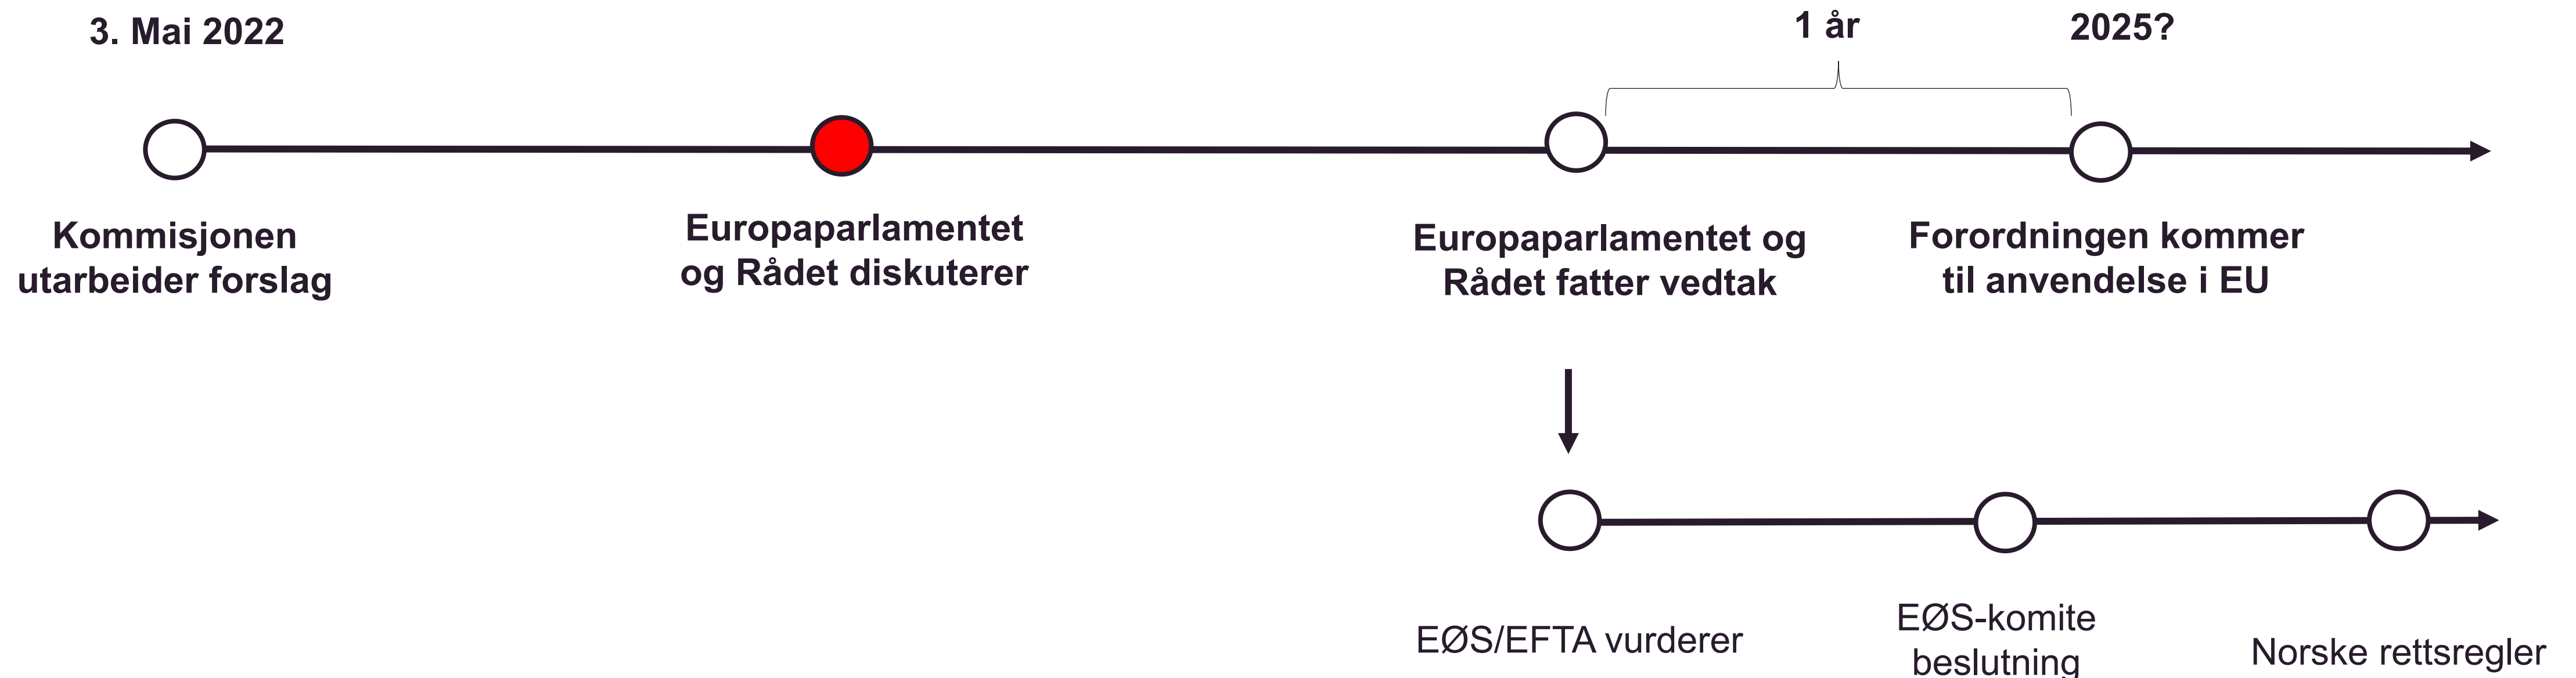 3. Mai 2022
1 år
2025?
Kommisjonen
utarbeider forslag
Europaparlamentet
og Rådet diskuterer
Europaparlamentet og
Rådet fatter vedtak
Forordningen kommer
til anvendelse i EU
EØS/EFTA vurderer
EØS-komite
beslutning
Norske rettsregler